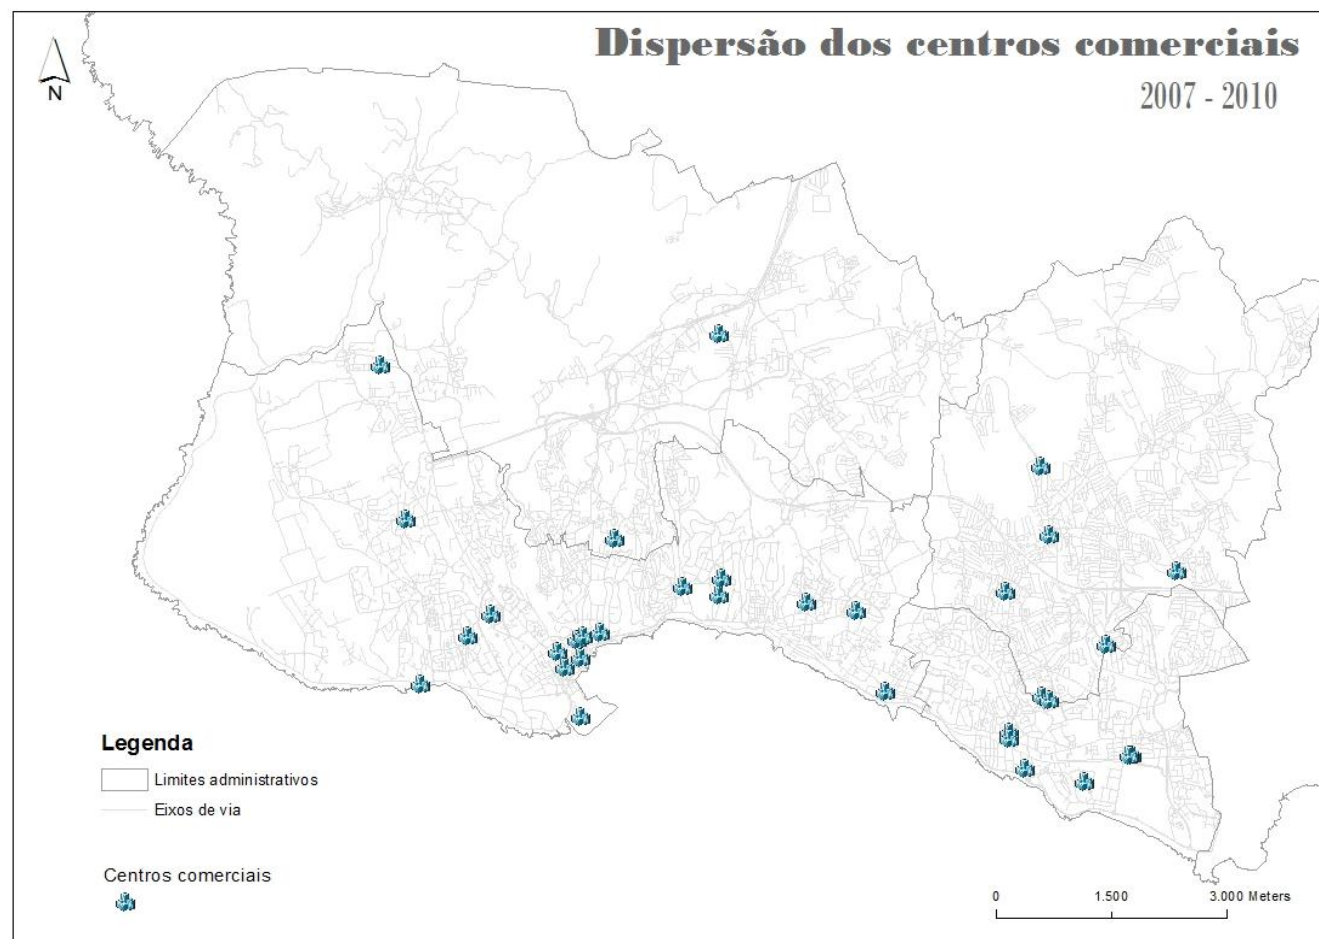 Dispersão dos centros comerciais
2007 - 2010
N
Legenda
Limites administrativos
Eixos de via
Centros comerciais
0 1.500 3.000 Meters